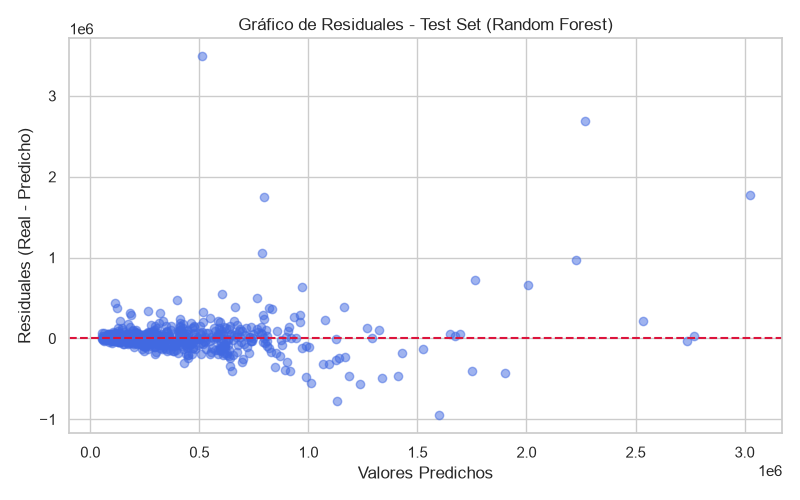 Gráfico de Residuales - Test Set (Random Forest)
1e6
3
2
1
0
−1
Residuales (Real - Predicho)
0.0 0.5 1.0 1.5 2.0 2.5 3.0
1e6
Valores Predichos